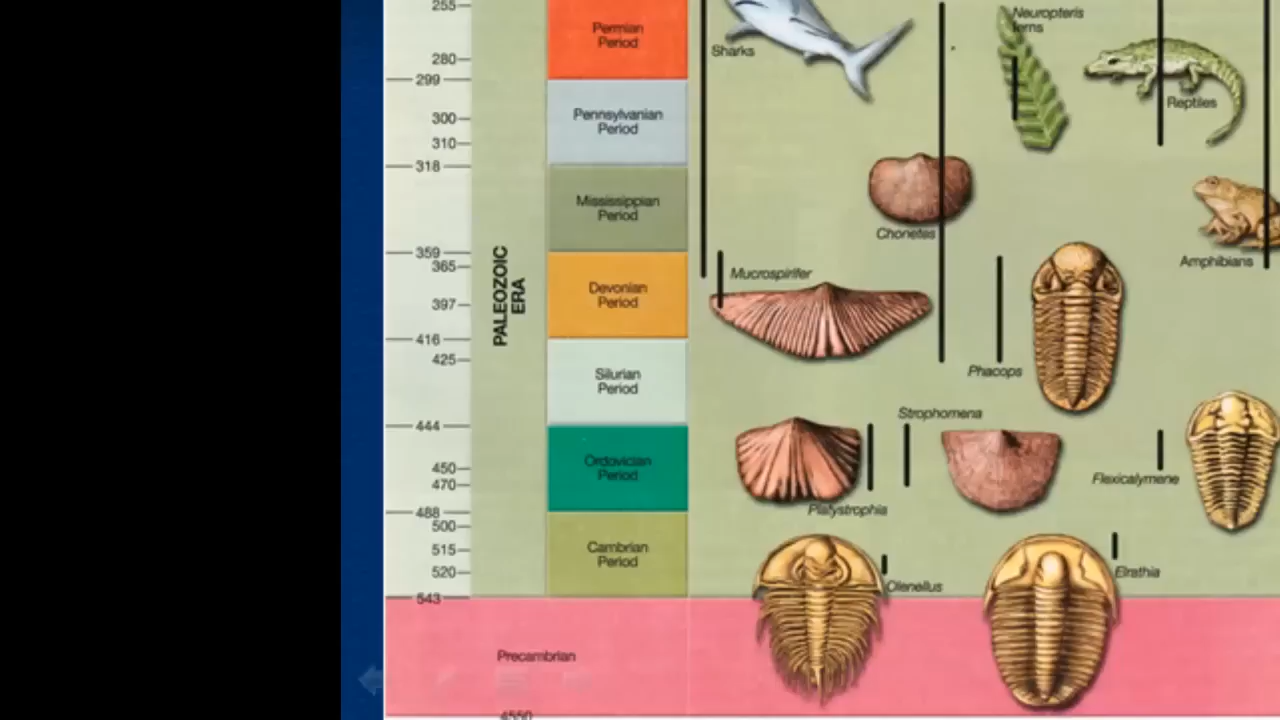 255
Permian
Period
280
299
Pennsylvanian
Period
300
310
318
Mississippian
Period
359
365
Devonian
Period
397
416
425
Silurian
Period
444
Ordovician
Period
450
470
488
500
Cambrian
Period
515
520
543
PALEOZOIC
ERA
Precambrian
4550
Sharks
Neuropteris
ferns
Reptiles
Chonetes
Amphibians
Mucrospirifer
Phacops
Strophomena
Flexicalymene
Platystrophia
Elrathia
Olenellus